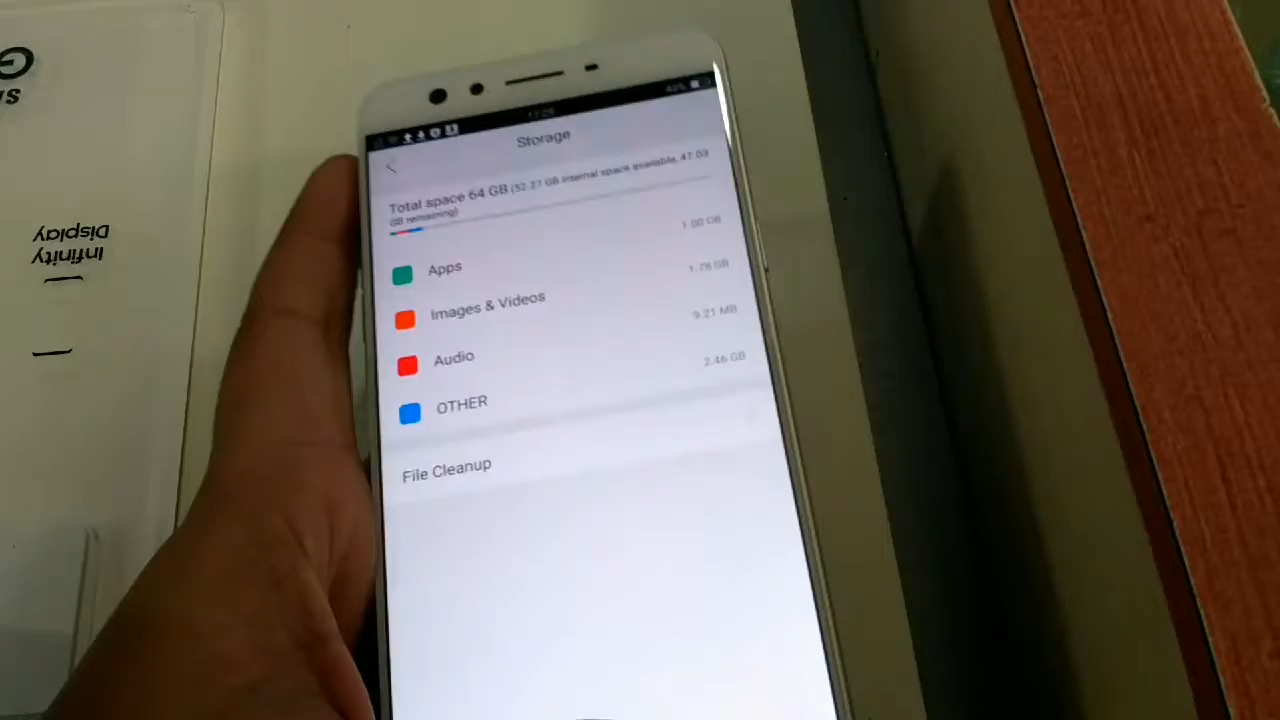 Storage
Total space 64 GB (52.27 GB internal space available, 47.03
GB remaining)
1.00 GB
Apps
1.78 GB
Images & Videos
9.21 MB
Audio
2.46 GB
OTHER
File Cleanup
Infinity
Display